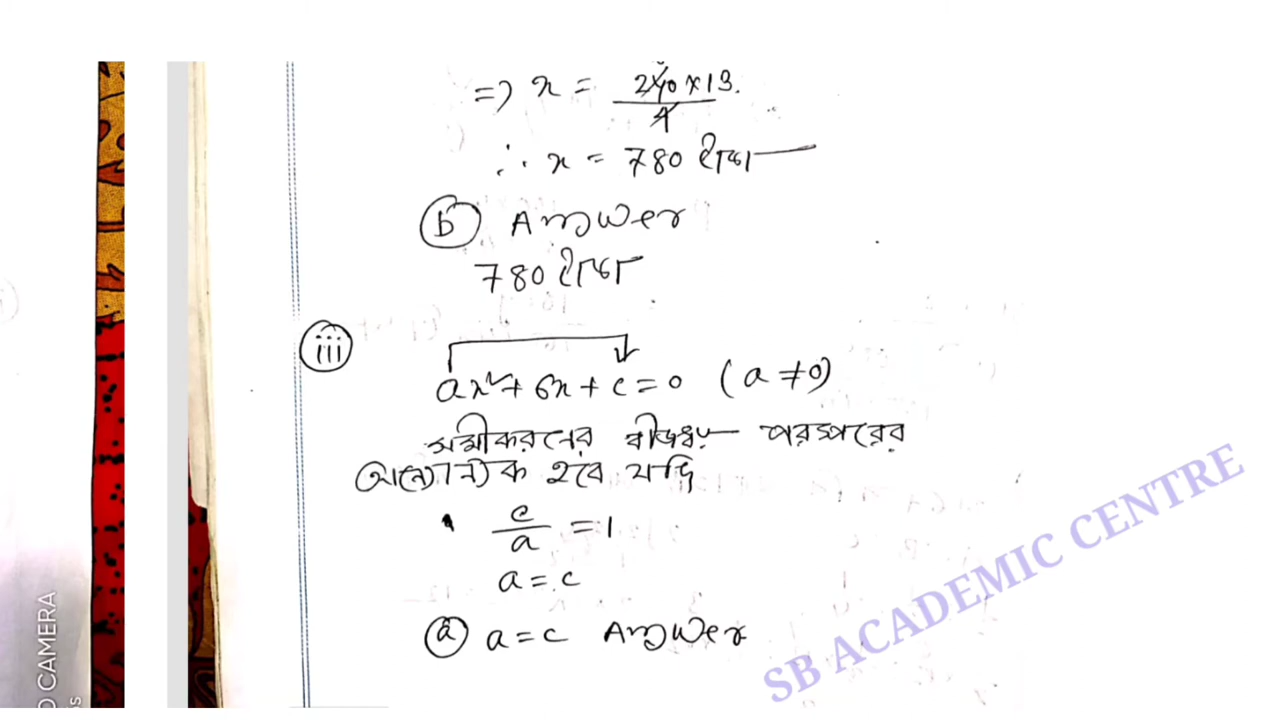 => x = 240 × 13. / 4
∴ x = 780 টাকা
(b) Answer
780 টাকা
(iii)
ax² + bx + c = 0 (a ≠ 0)
সমীকরনের বীজদ্বয় পরস্পরের
অনোন্যক হবে যদি
c/a = 1
a = c
(a) a = c Answer
SB ACADEMIC CENTRE
O CAMERA